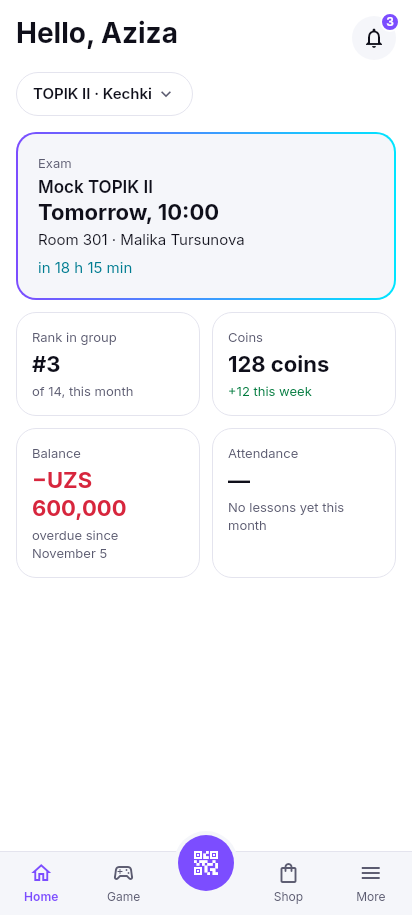 Hello, Aziza
3
TOPIK II · Kechki
Exam
Mock TOPIK II
Tomorrow, 10:00
Room 301 · Malika Tursunova
in 18 h 15 min
Rank in group
#3
of 14, this month
Coins
128 coins
+12 this week
Balance
−UZS
600,000
overdue since
November 5
Attendance
—
No lessons yet this
month
Home
Game
Shop
More